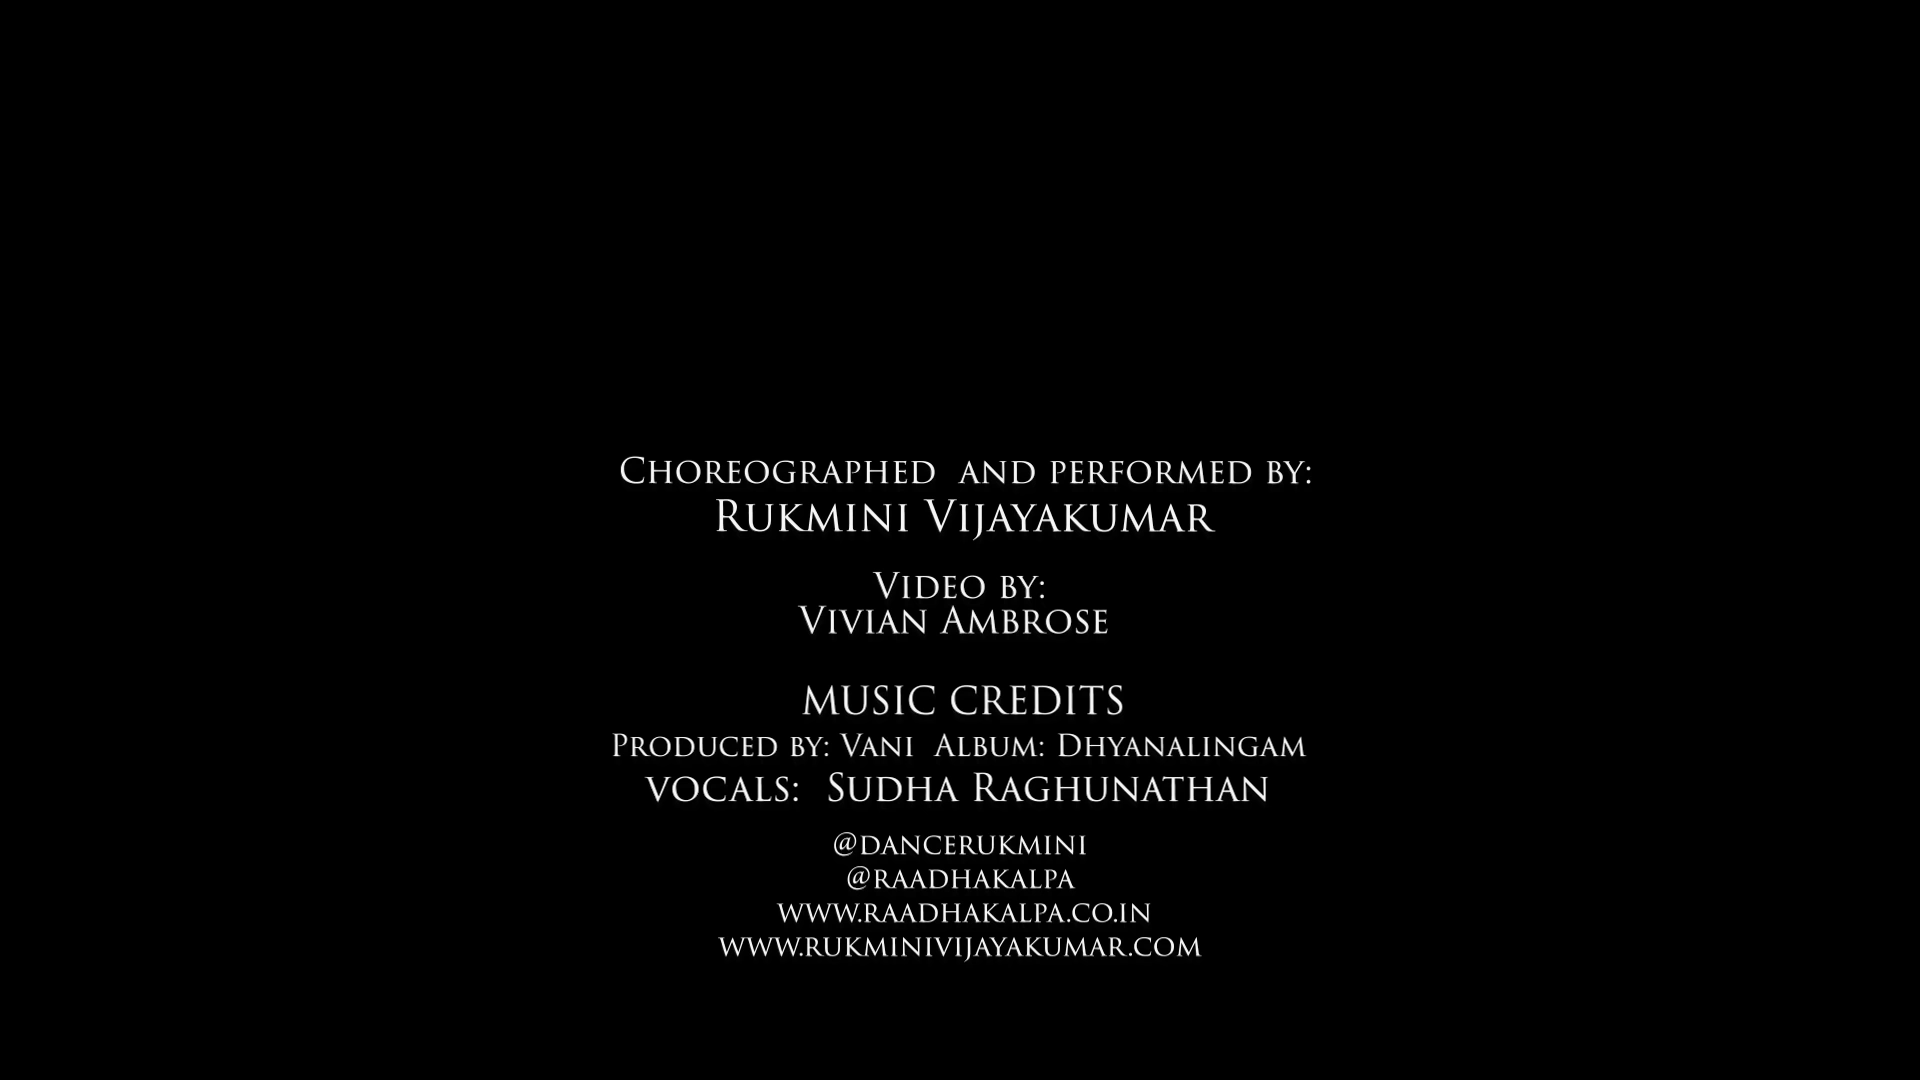 Choreographed and performed by:
Rukmini Vijayakumar
Video by:
Vivian Ambrose
MUSIC CREDITS
Produced by: Vani Album: Dhyanalingam
vocals: Sudha Raghunathan
@dancerukmini
@raadhakalpa
www.raadhakalpa.co.in
www.rukminivijayakumar.com